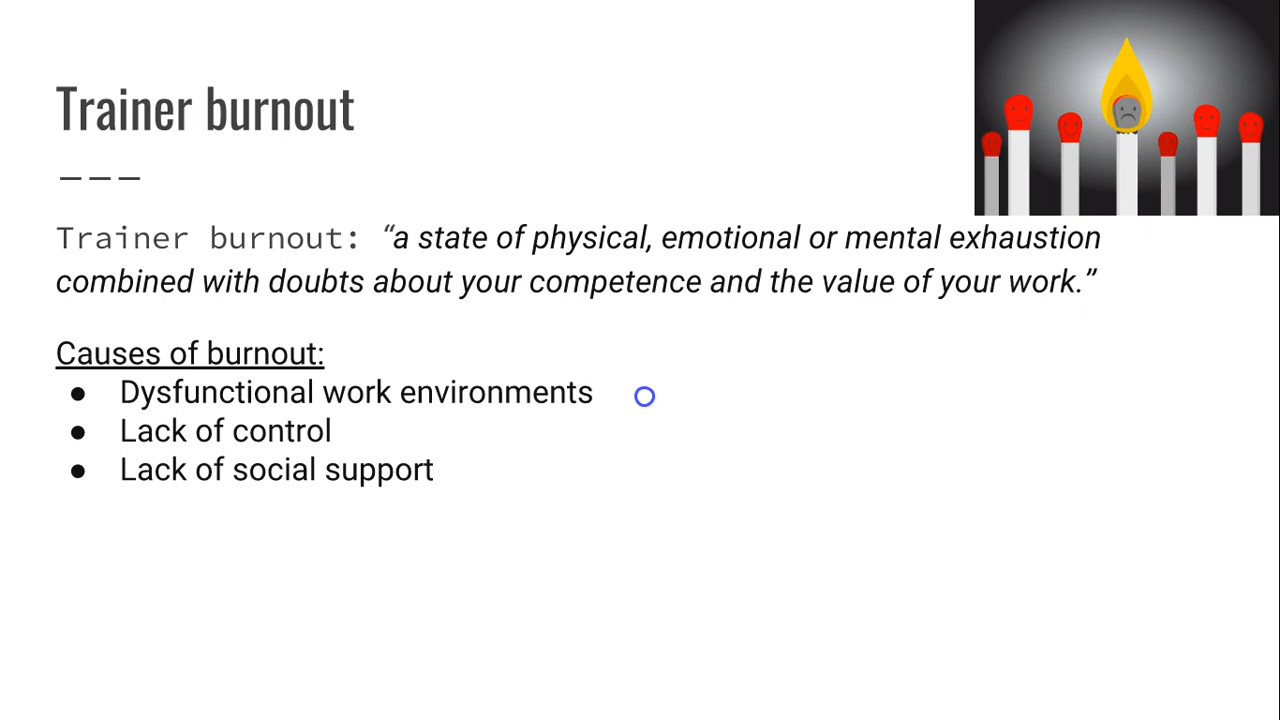 Trainer burnout
Trainer burnout: “a state of physical, emotional or mental exhaustion
combined with doubts about your competence and the value of your work.”
Causes of burnout:
● Dysfunctional work environments
● Lack of control
● Lack of social support